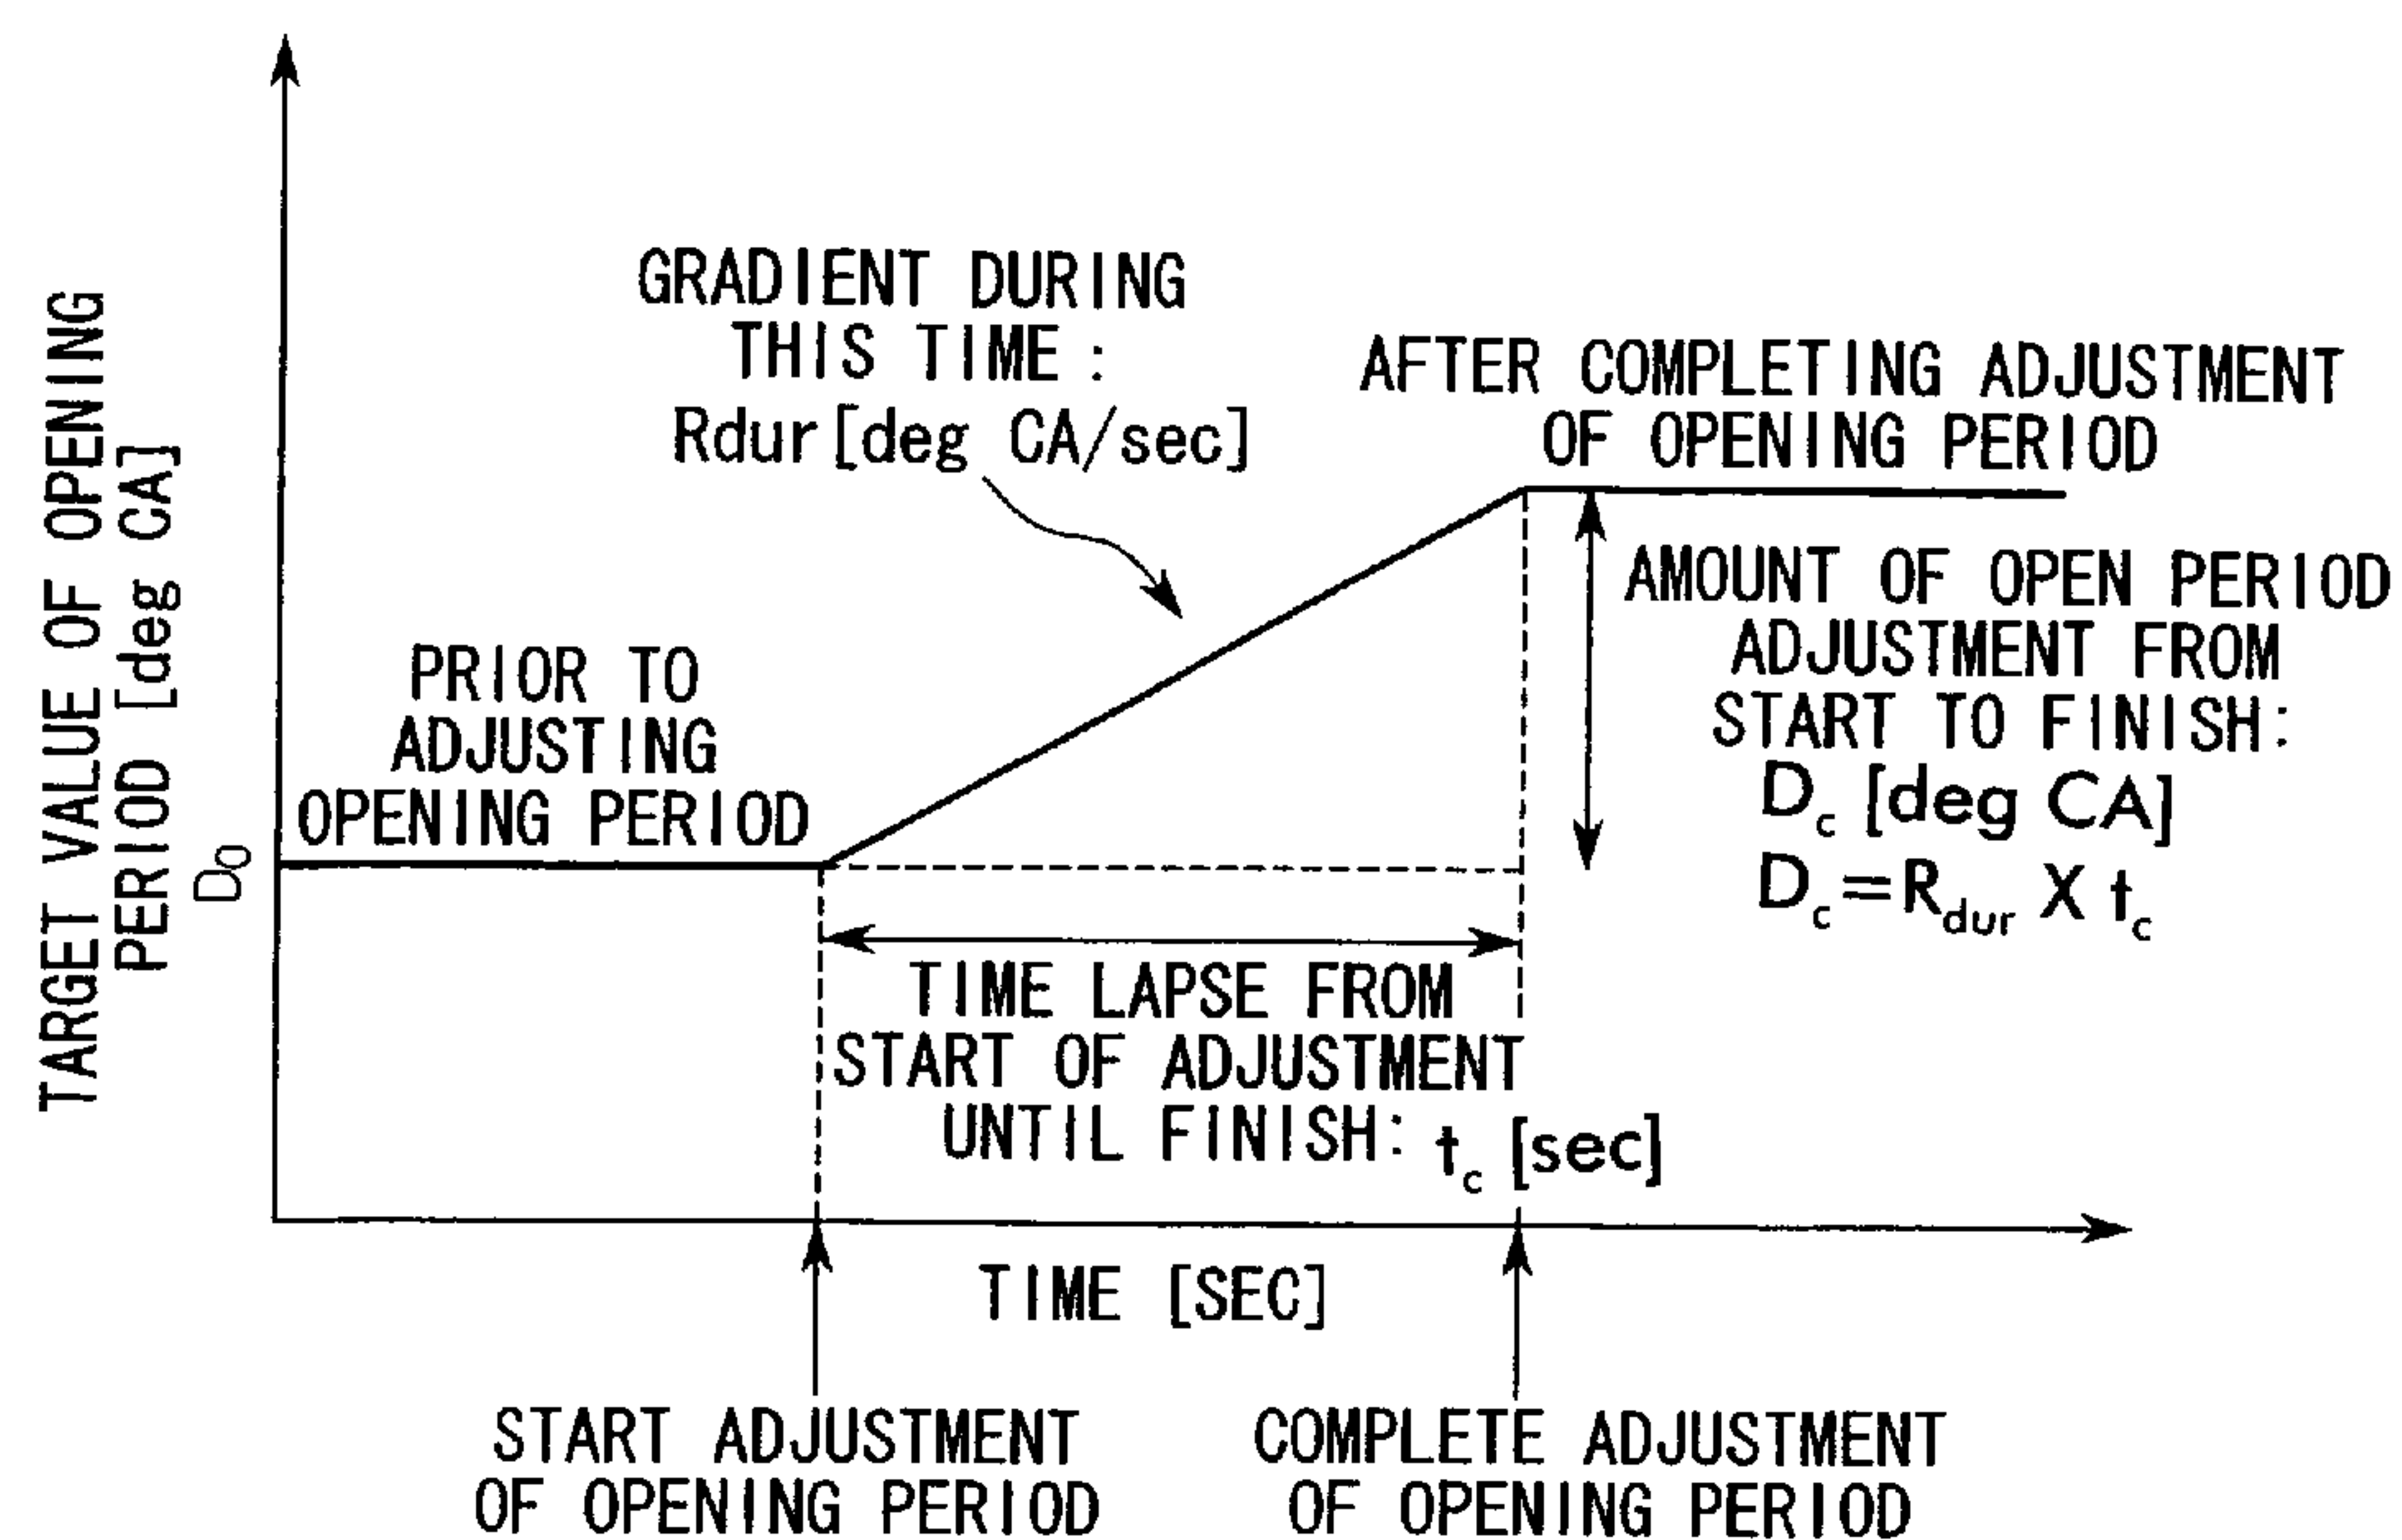 TARGET VALUE OF OPENING
PERIOD [deg CA]
D0
GRADIENT DURING
THIS TIME :
Rdur [deg CA/sec]
AFTER COMPLETING ADJUSTMENT
OF OPENING PERIOD
PRIOR TO
ADJUSTING
OPENING PERIOD
AMOUNT OF OPEN PERIOD
ADJUSTMENT FROM
START TO FINISH:
Dc [deg CA]
Dc=Rdur X tc
TIME LAPSE FROM
START OF ADJUSTMENT
UNTIL FINISH: tc [sec]
TIME [SEC]
START ADJUSTMENT
OF OPENING PERIOD
COMPLETE ADJUSTMENT
OF OPENING PERIOD